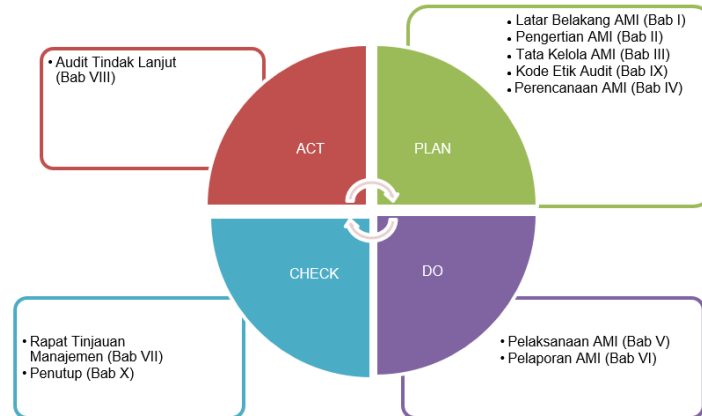 • Latar Belakang AMI (Bab I)
• Pengertian AMI (Bab II)
• Tata Kelola AMI (Bab III)
• Kode Etik Audit (Bab IX)
• Perencanaan AMI (Bab IV)
• Audit Tindak Lanjut
(Bab VIII)
ACT
PLAN
CHECK
DO
• Rapat Tinjauan
Manajemen (Bab VII)
• Penutup (Bab X)
• Pelaksanaan AMI (Bab V)
• Pelaporan AMI (Bab VI)